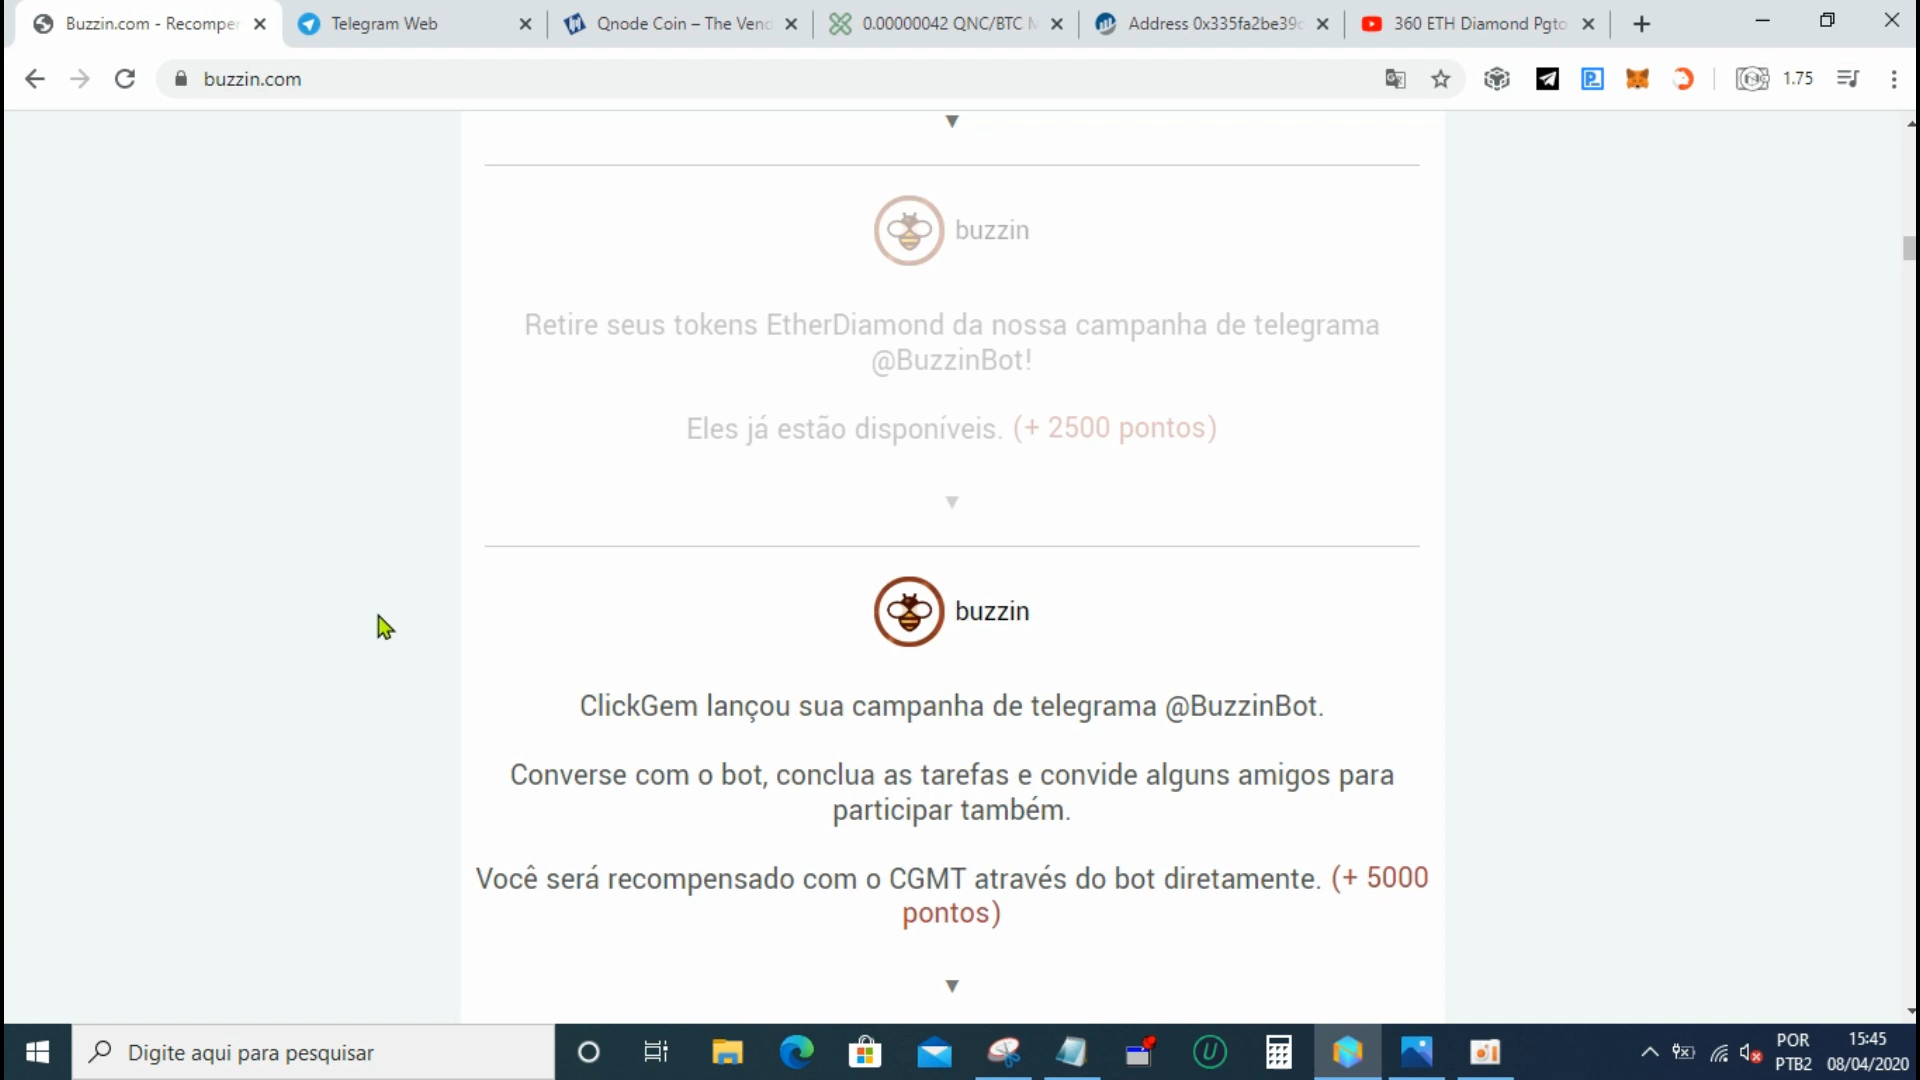 Buzzin.com - Recomper
Telegram Web
Qnode Coin – The Vend
0.00000042 QNC/BTC
Address 0x335fa2be39
360 ETH Diamond Pgto
buzzin.com
1.75
buzzin
Retire seus tokens EtherDiamond da nossa campanha de telegrama
@BuzzinBot!
Eles já estão disponíveis. (+ 2500 pontos)
buzzin
ClickGem lançou sua campanha de telegrama @BuzzinBot.
Converse com o bot, conclua as tarefas e convide alguns amigos para
participar também.
Você será recompensado com o CGMT através do bot diretamente. (+ 5000
pontos)
Digite aqui para pesquisar
POR
PTB2
15:45
08/04/2020